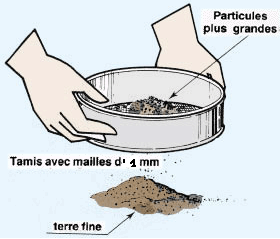 Particules
plus grandes
Tamis avec mailles d' 1 mm
terre fine